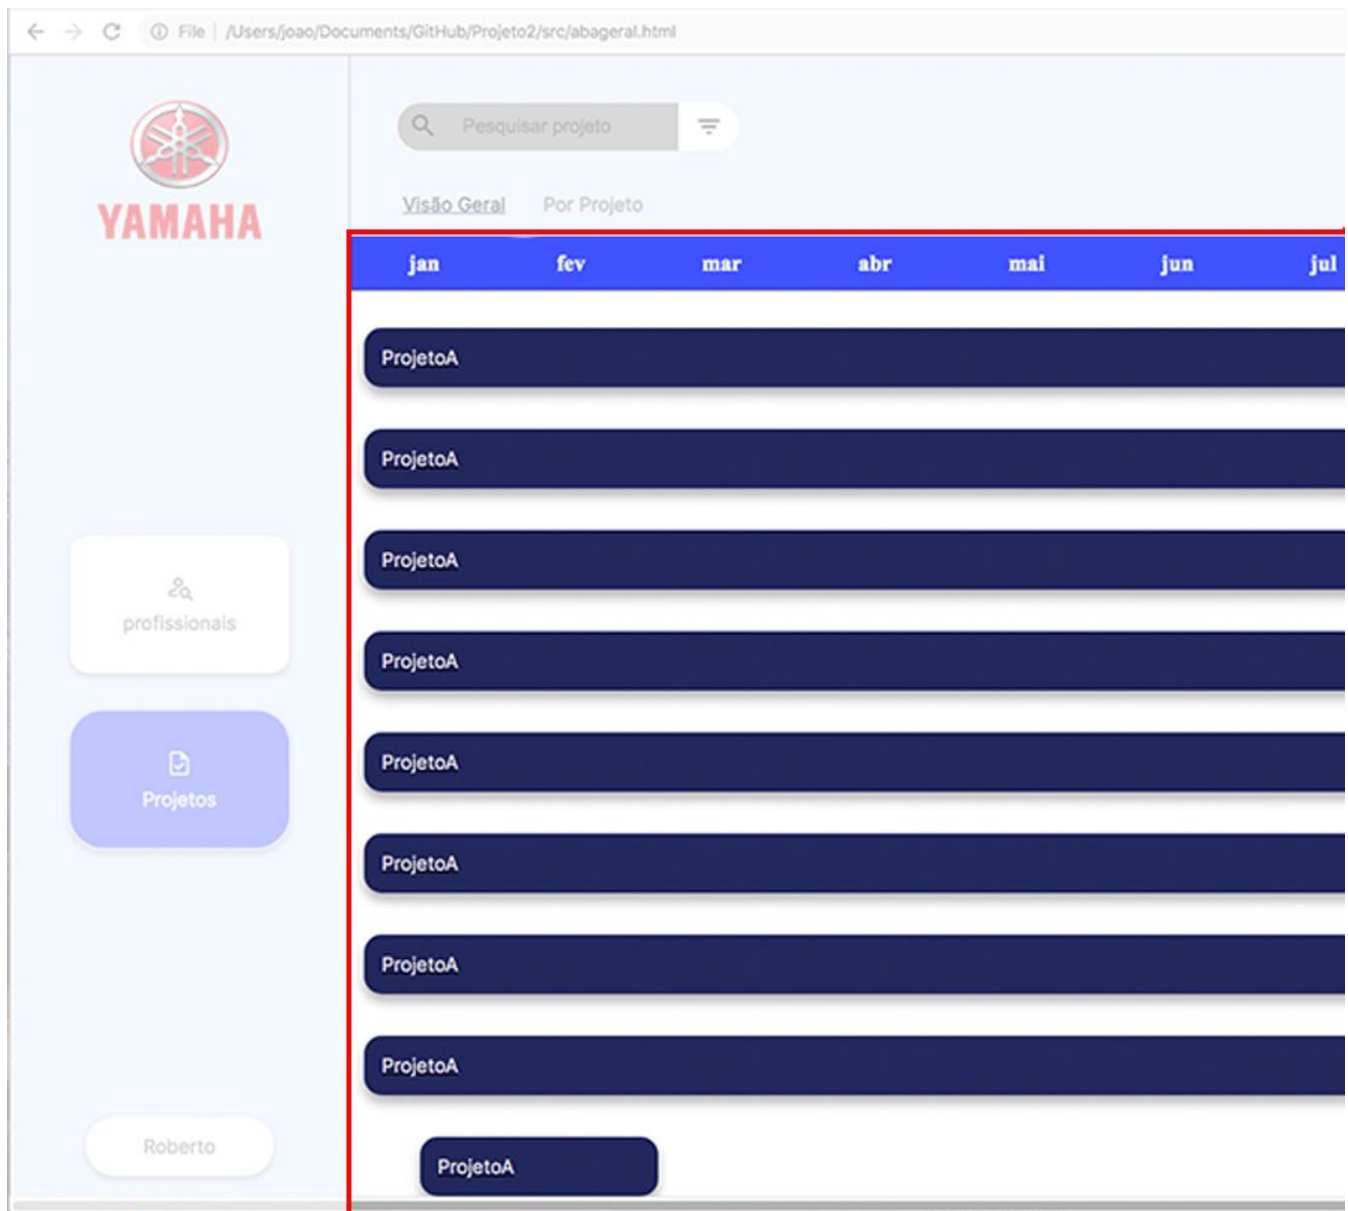 File | /Users/joao/Documents/GitHub/Projeto2/src/abageral.html
YAMAHA
Pesquisar projeto
Visão Geral Por Projeto
jan fev mar abr mai jun jul
ProjetoA
ProjetoA
ProjetoA
ProjetoA
ProjetoA
ProjetoA
ProjetoA
ProjetoA
ProjetoA
profissionais
Projetos
Roberto